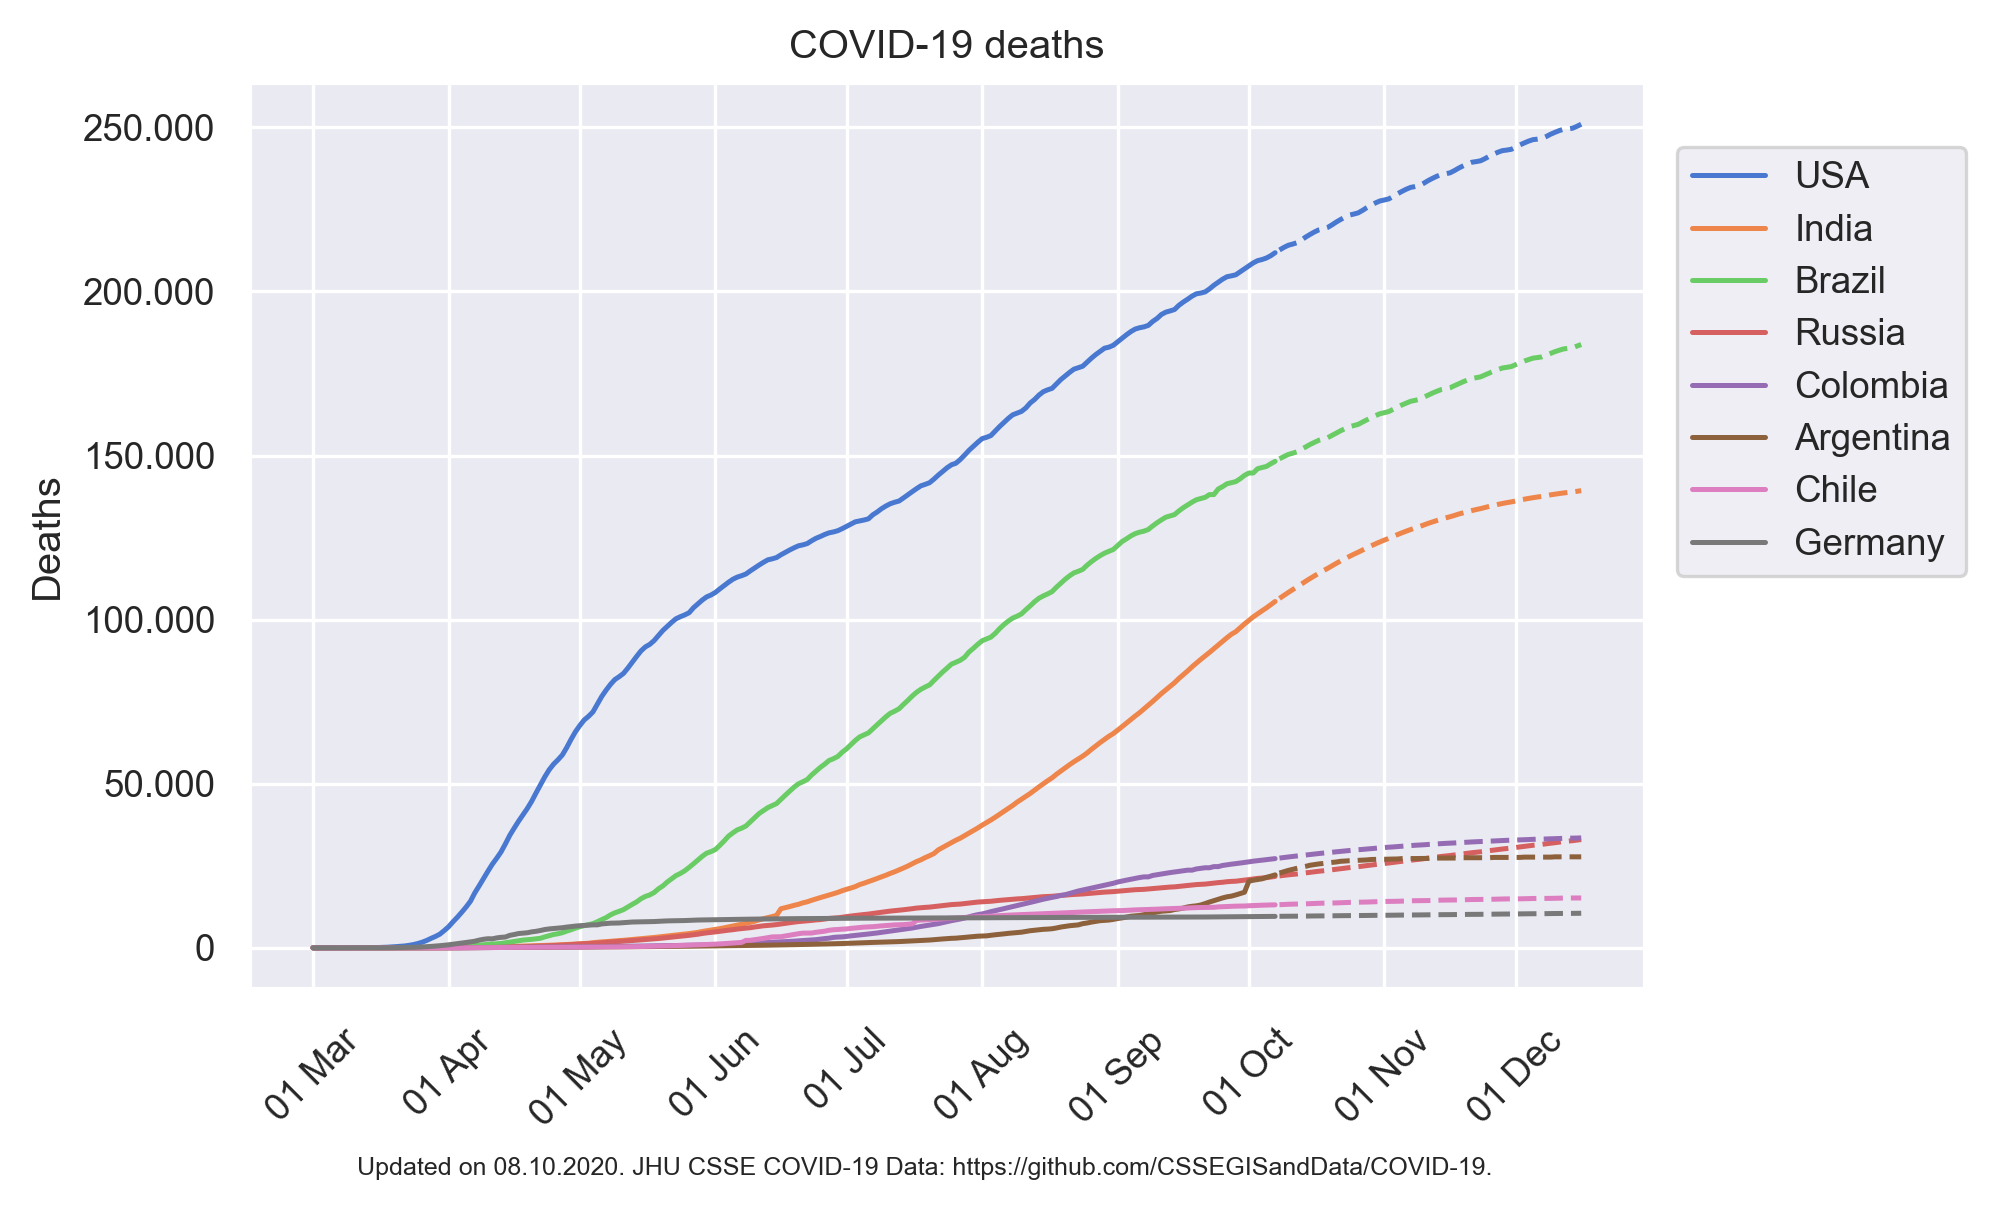 COVID-19 deaths
250.000
200.000
150.000
100.000
50.000
0
Deaths
01 Mar
01 Apr
01 May
01 Jun
01 Jul
01 Aug
01 Sep
01 Oct
01 Nov
01 Dec
USA
India
Brazil
Russia
Colombia
Argentina
Chile
Germany
Updated on 08.10.2020. JHU CSSE COVID-19 Data: https://github.com/CSSEGISandData/COVID-19.